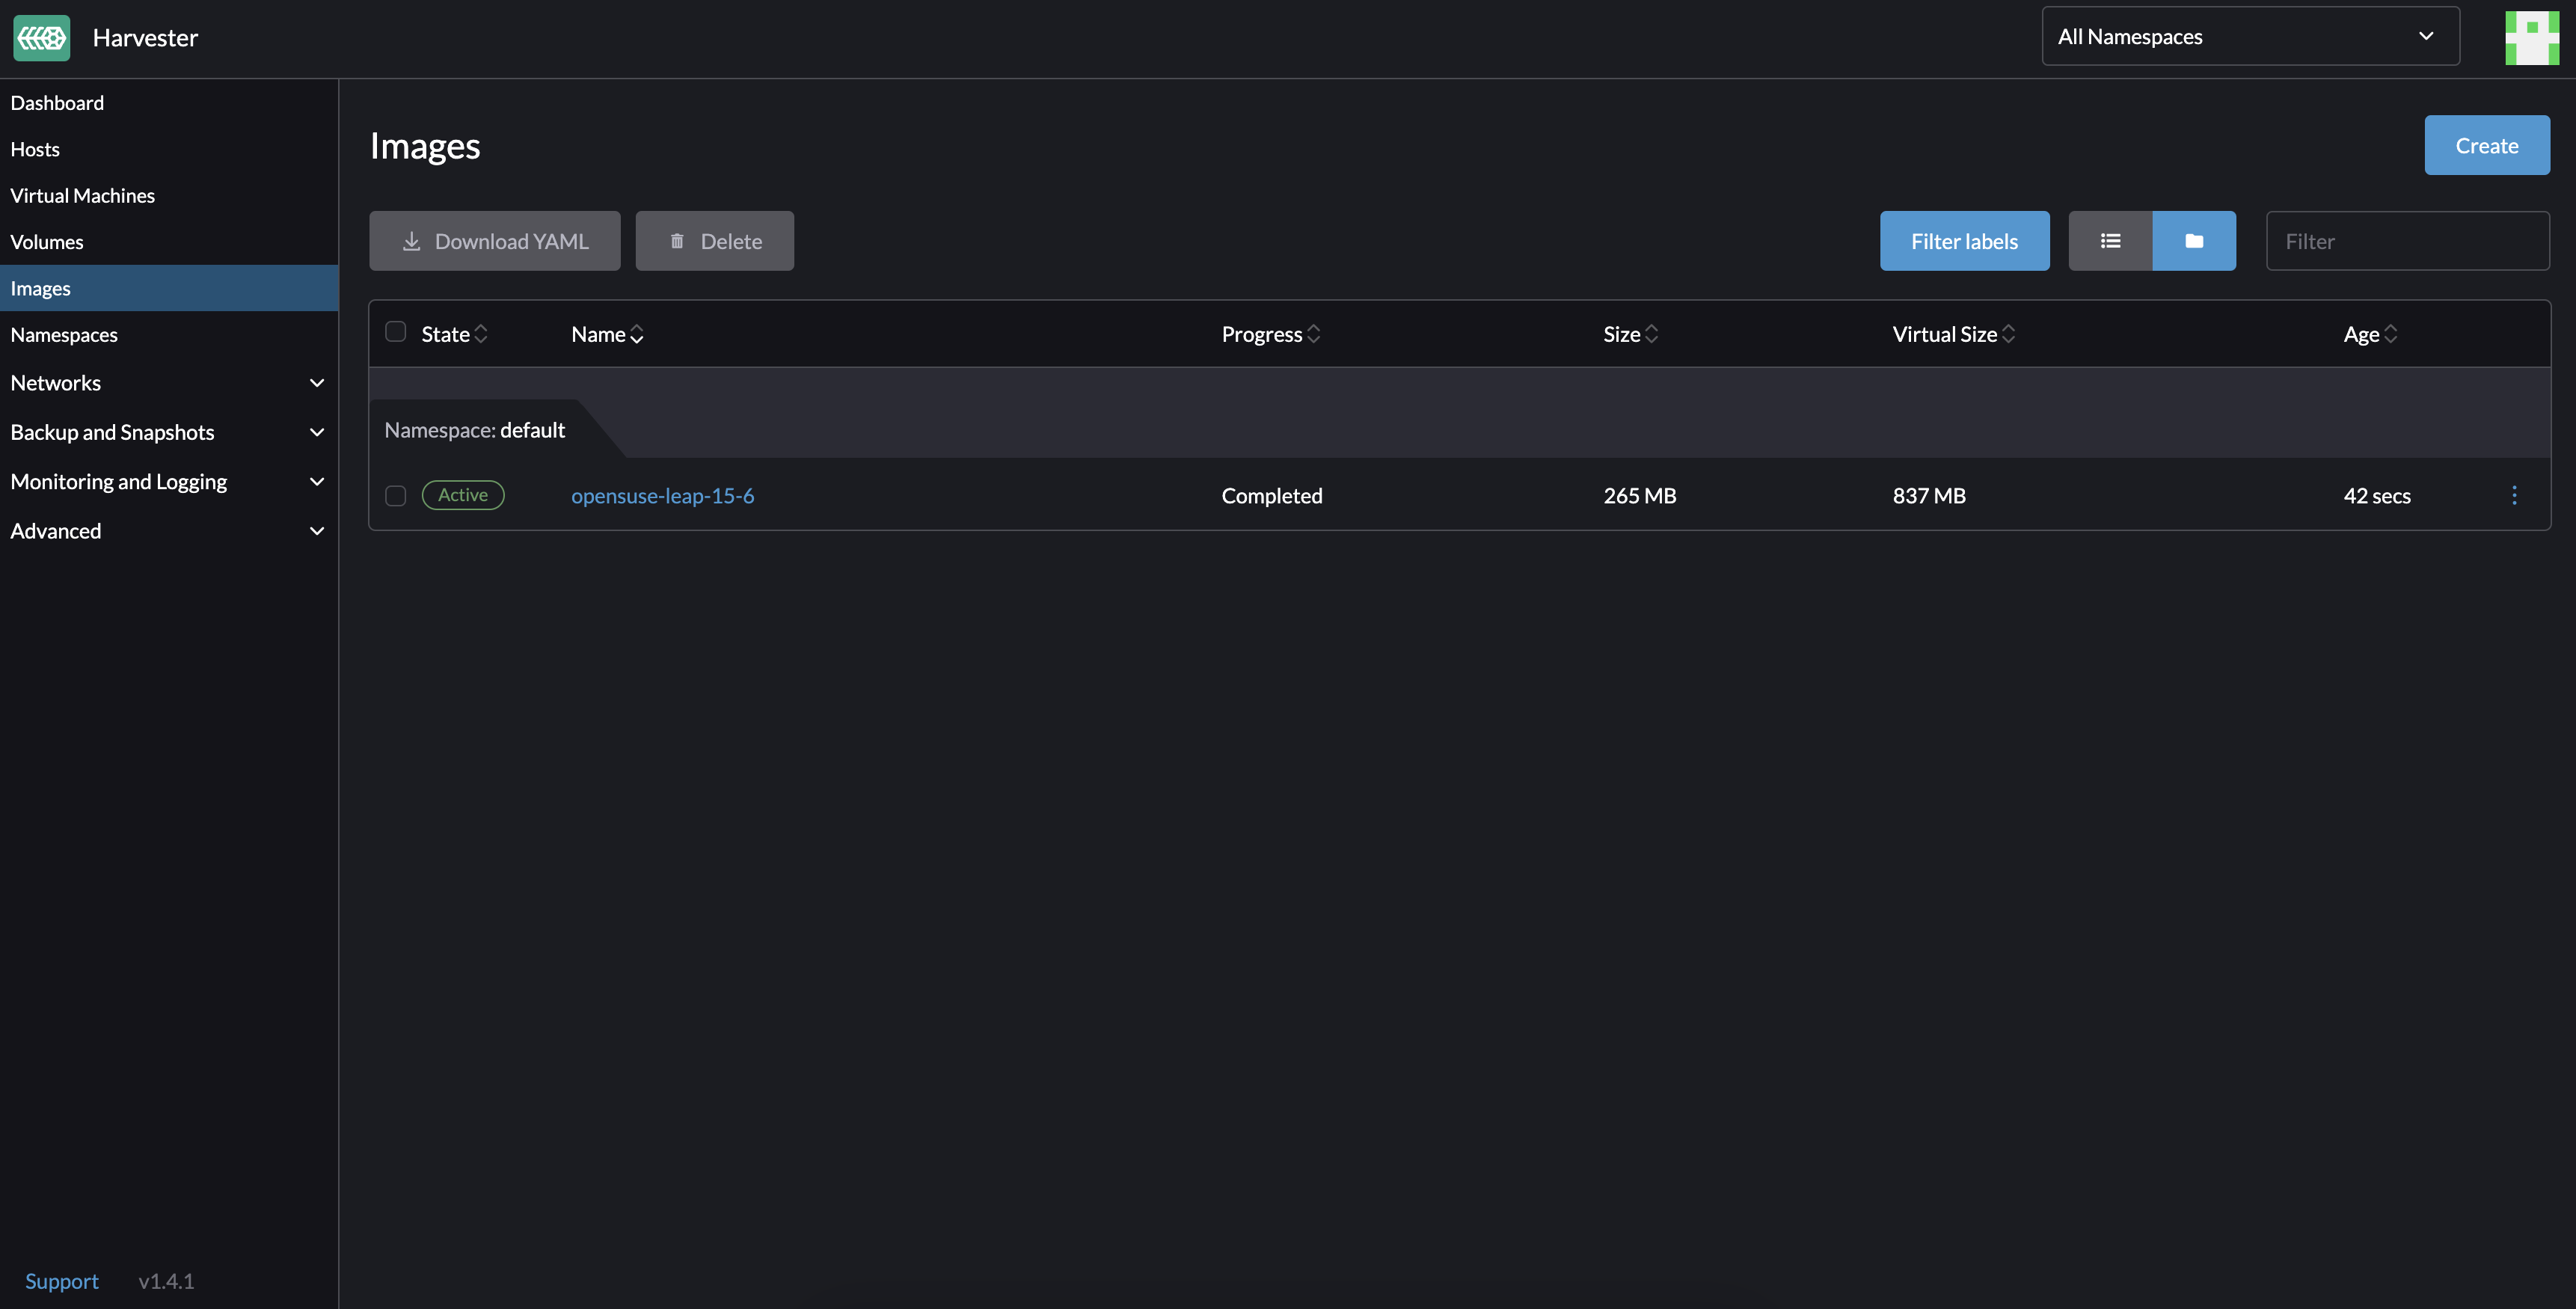 Harvester
All Namespaces
Dashboard
Hosts
Virtual Machines
Volumes
Images
Namespaces
Networks
Backup and Snapshots
Monitoring and Logging
Advanced
Support v1.4.1
Images
Create
Download YAML Delete Filter labels Filter
State Name Progress Size Virtual Size Age
Namespace: default
Active opensuse-leap-15-6 Completed 265 MB 837 MB 42 secs